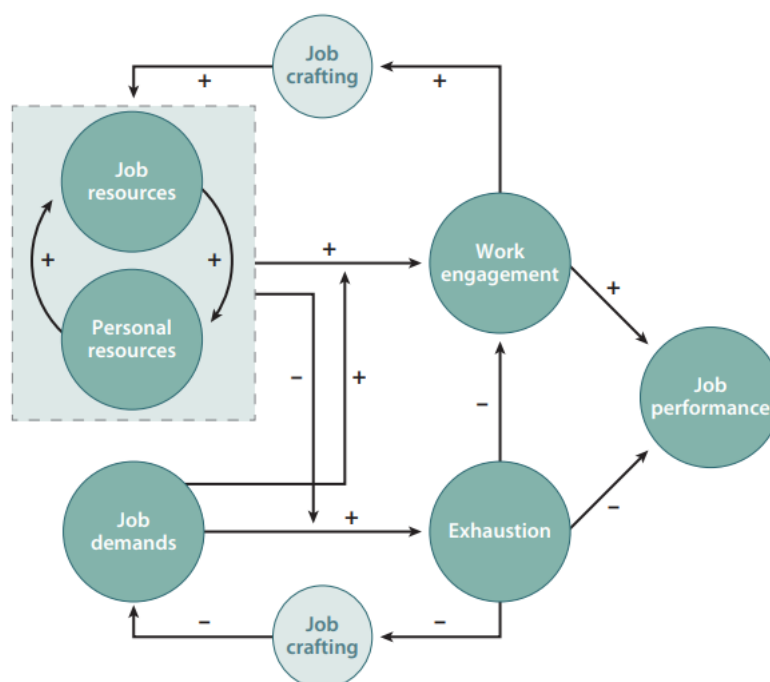 Job
crafting
+
+
Job
resources
+
+
Personal
resources
+
Work
engagement
+
–
+
–
Job
performance
Job
demands
+
Exhaustion
–
–
Job
crafting
–